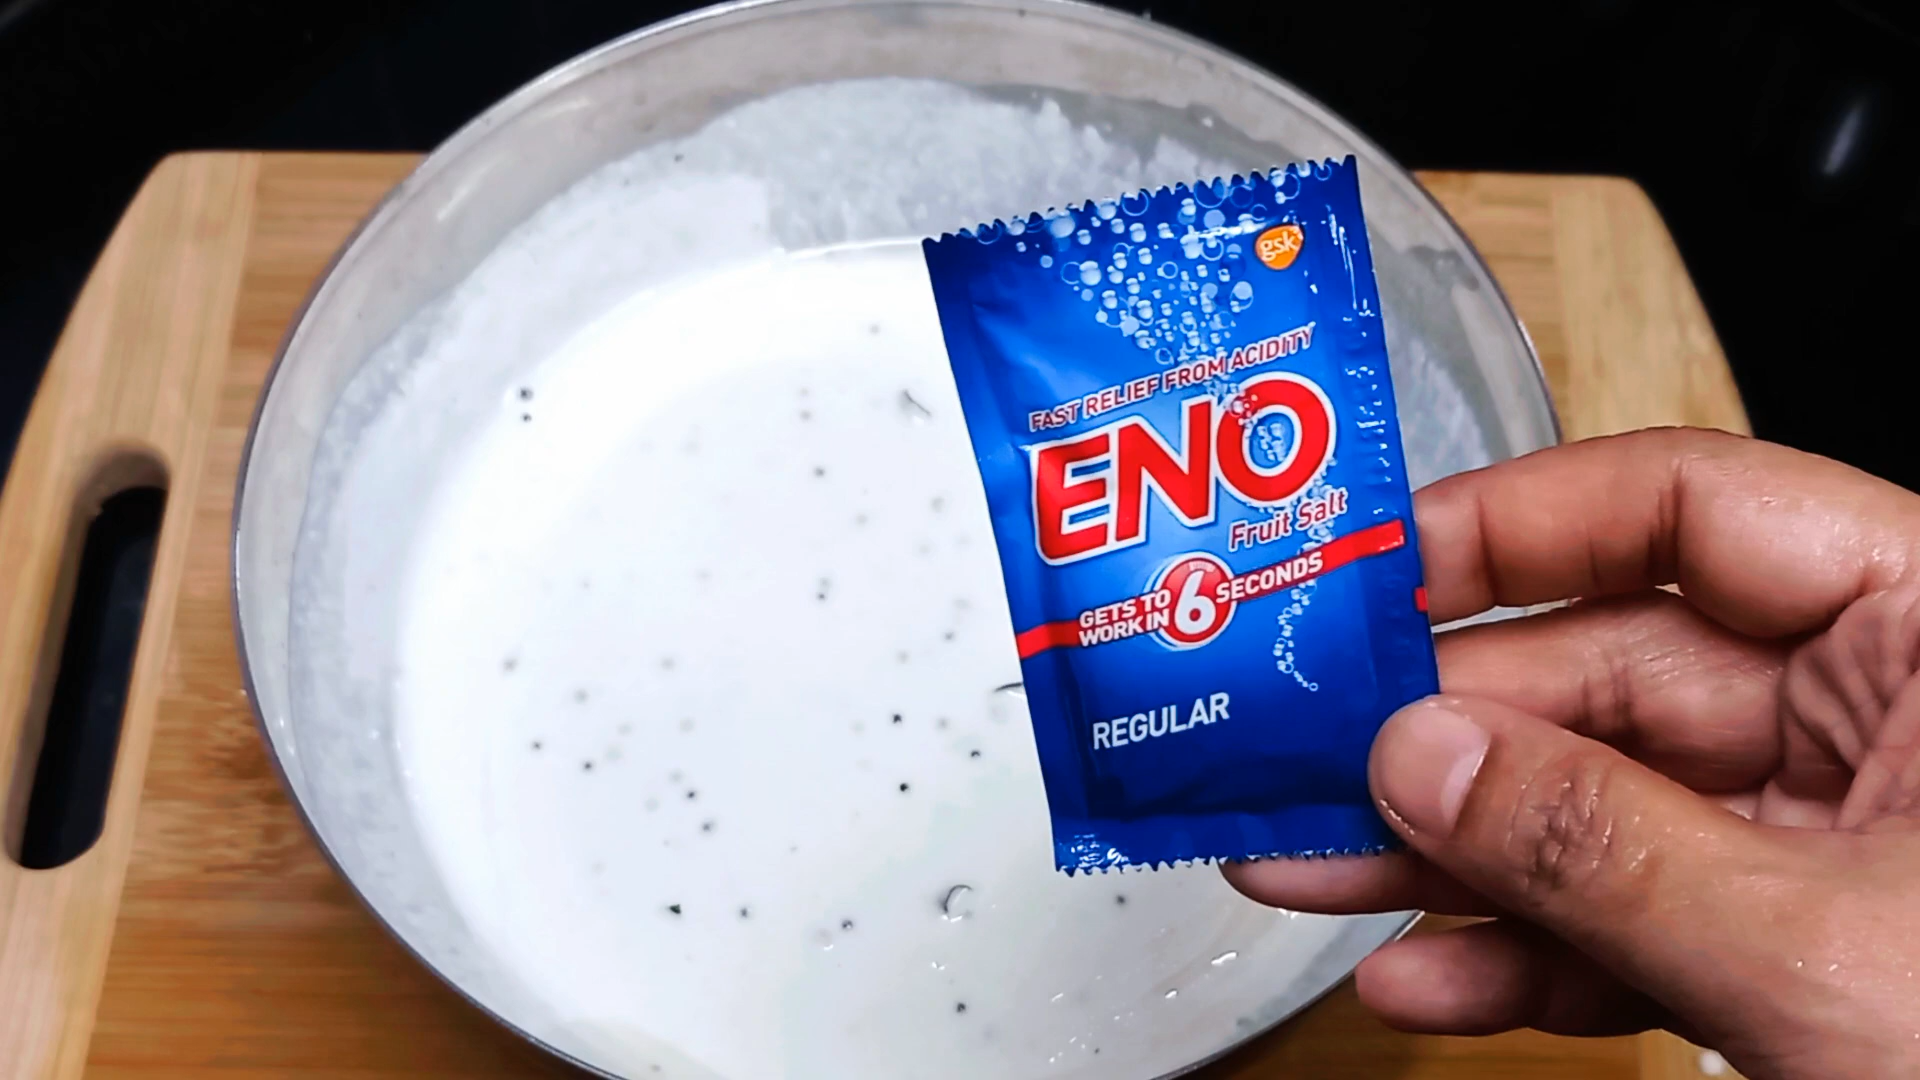 gsk
FAST RELIEF FROM ACIDITY
ENO
Fruit Salt
GETS TO
WORK IN
6
SECONDS
REGULAR